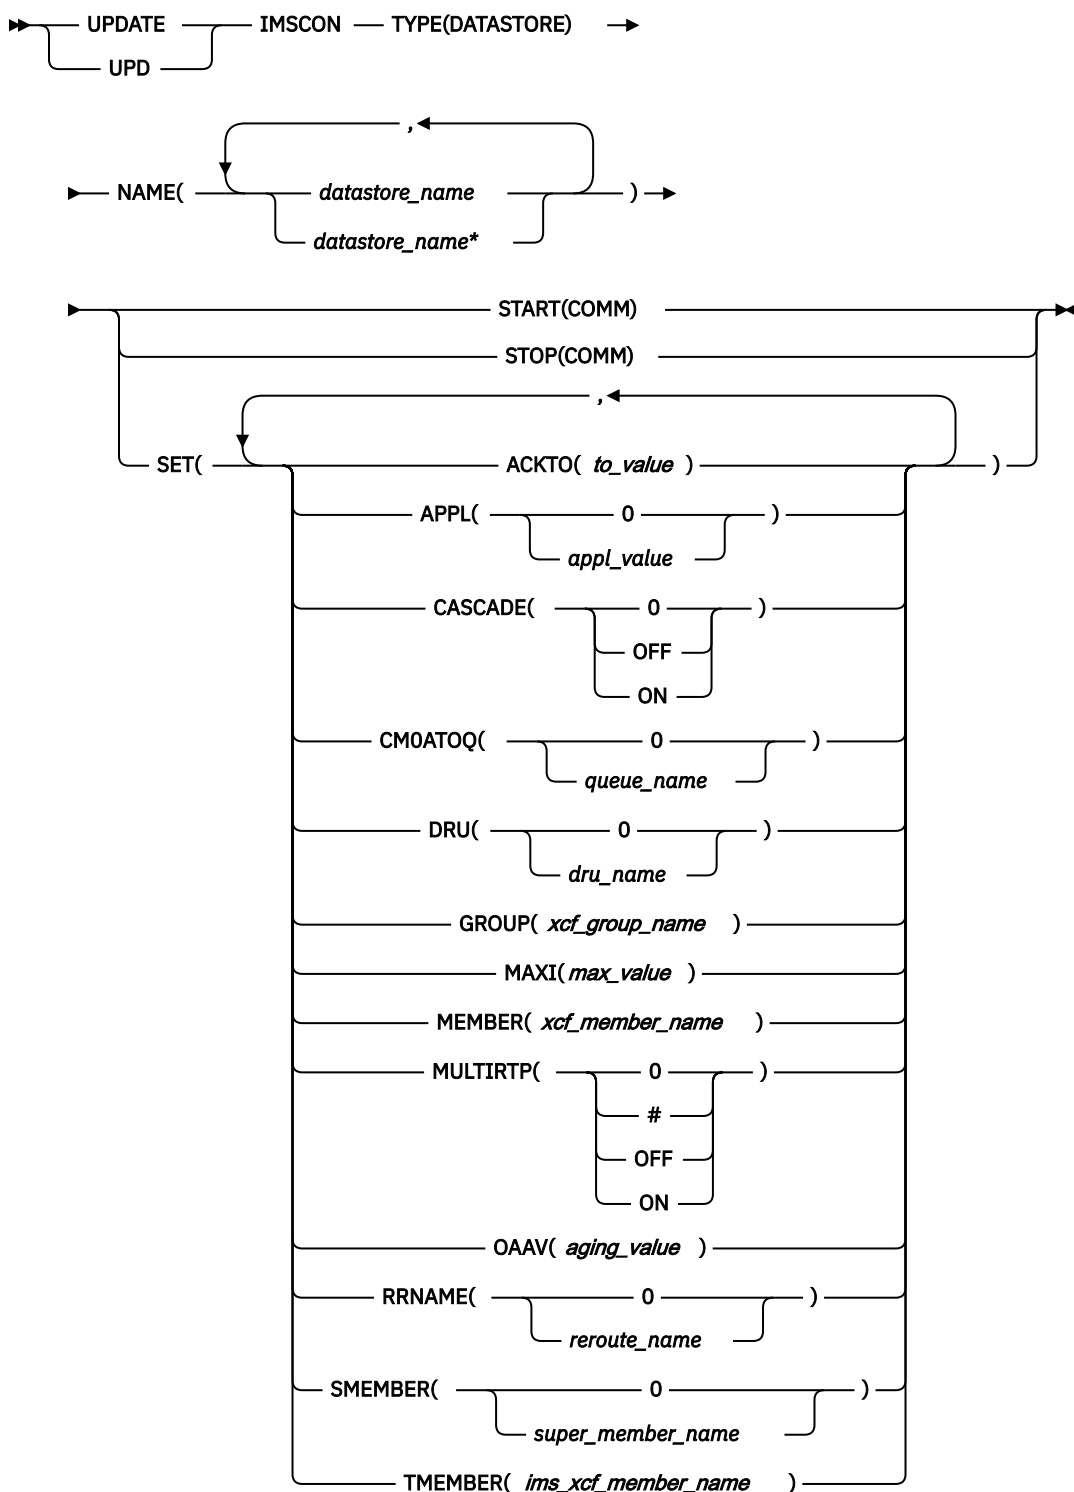 UPDATE IMSCON TYPE(DATASTORE)
UPD
,
NAME( datastore_name )
datastore_name*
START(COMM)
STOP(COMM)
,
SET( ACKTO( to_value ) )
APPL( 0 )
appl_value
CASCADE( 0 )
OFF
ON
CM0ATOQ( 0 )
queue_name
DRU( 0 )
dru_name
GROUP( xcf_group_name )
MAXI( max_value )
MEMBER( xcf_member_name )
MULTIRTP( 0 )
#
OFF
ON
OAAV( aging_value )
RRNAME( 0 )
reroute_name
SMEMBER( 0 )
super_member_name
TMEMBER( ims_xcf_member_name )